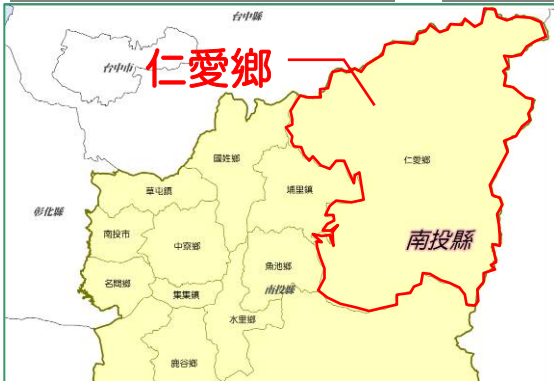 台中縣
台中市
仁愛鄉
國姓鄉
仁愛鄉
草屯鎮
埔里鎮
彰化縣
南投市
中寮鄉
南投縣
魚池鄉
名間鄉
集集鎮
南投縣
水里鄉
鹿谷鄉